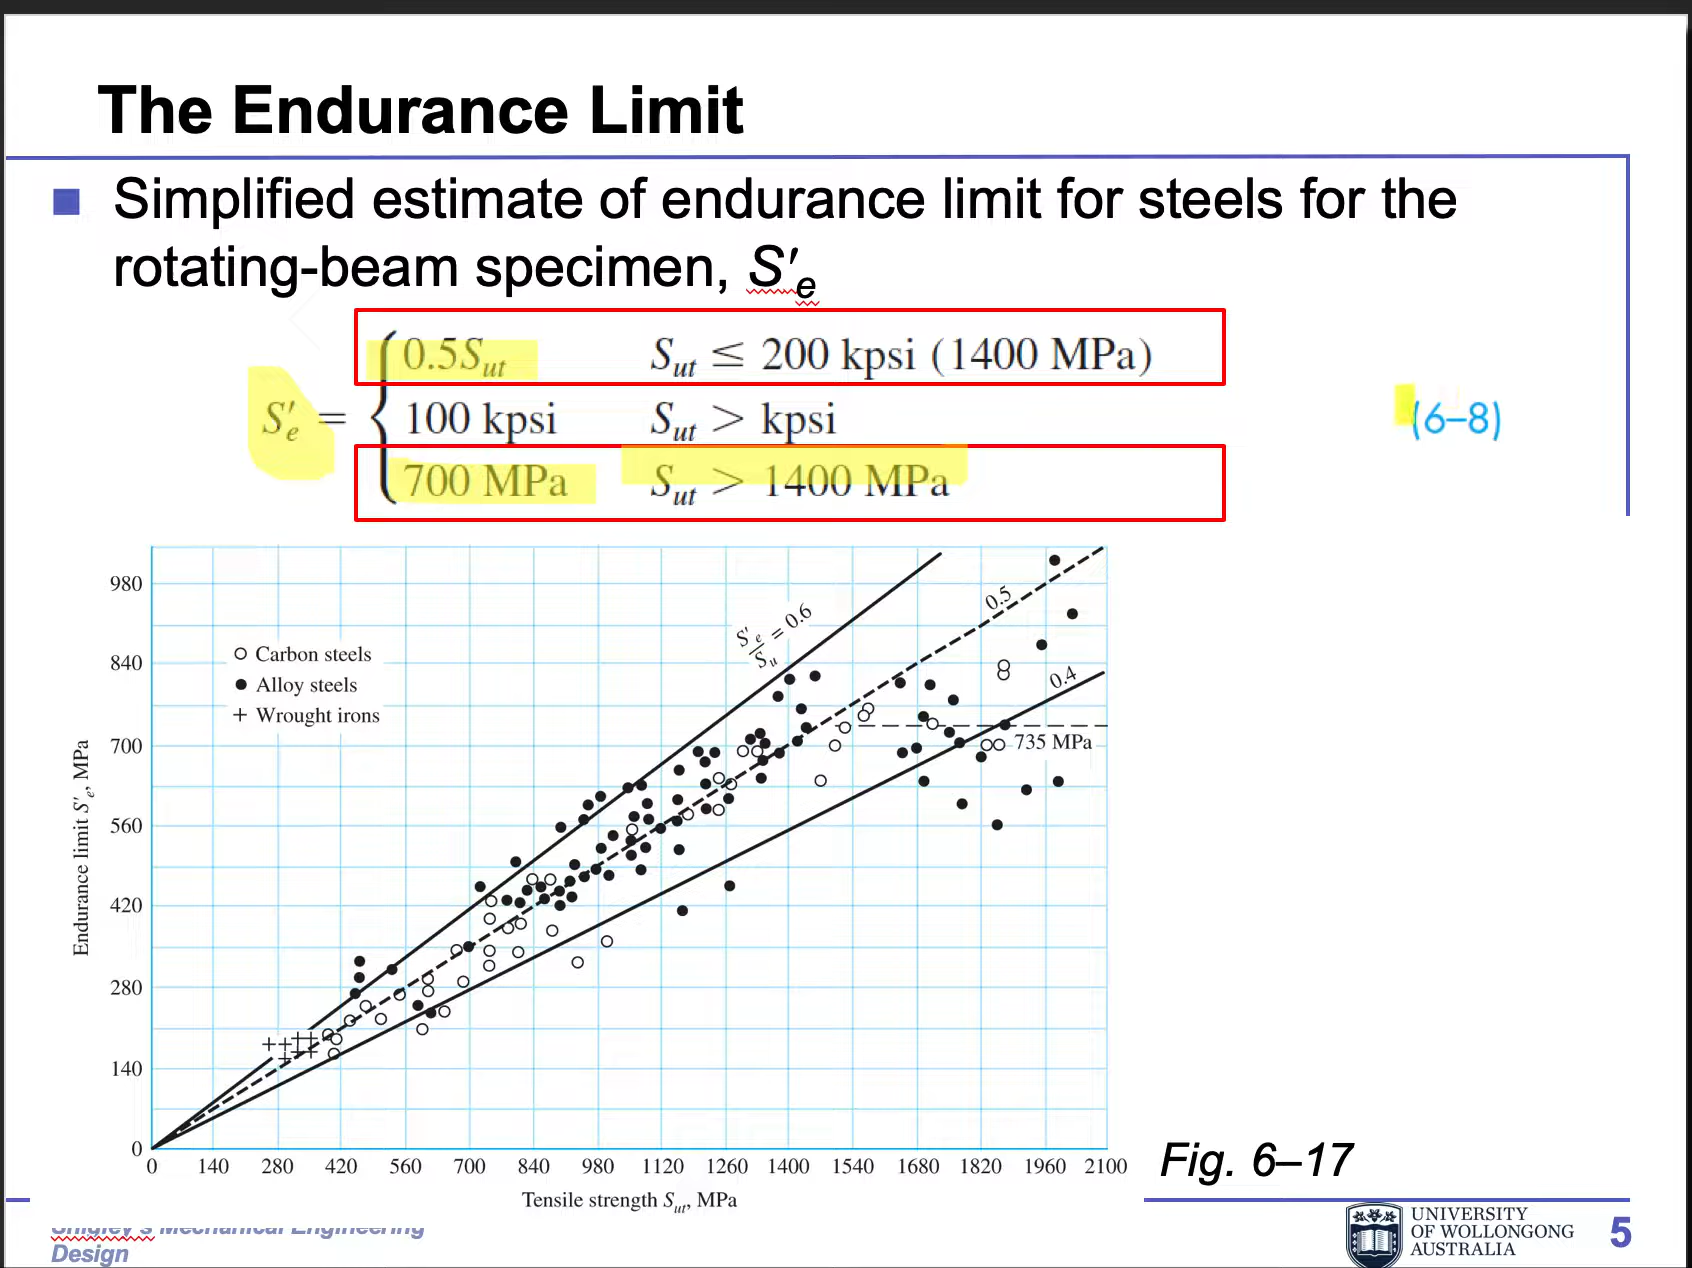 The Endurance Limit
Simplified estimate of endurance limit for steels for the
rotating-beam specimen, S′e
0.5Sut Sut ≤ 200 kpsi (1400 MPa)
S′e = { 100 kpsi Sut > kpsi (6–8)
700 MPa Sut > 1400 MPa
980
840
700
560
420
280
140
0
Endurance limit S′e, MPa
Carbon steels
Alloy steels
Wrought irons
S′e/Su = 0.6
0.5
0.4
735 MPa
0 140 280 420 560 700 840 980 1120 1260 1400 1540 1680 1820 1960 2100
Tensile strength Sut, MPa
Fig. 6–17
Shigley's Mechanical Engineering
Design
UNIVERSITY
OF WOLLONGONG
AUSTRALIA
5